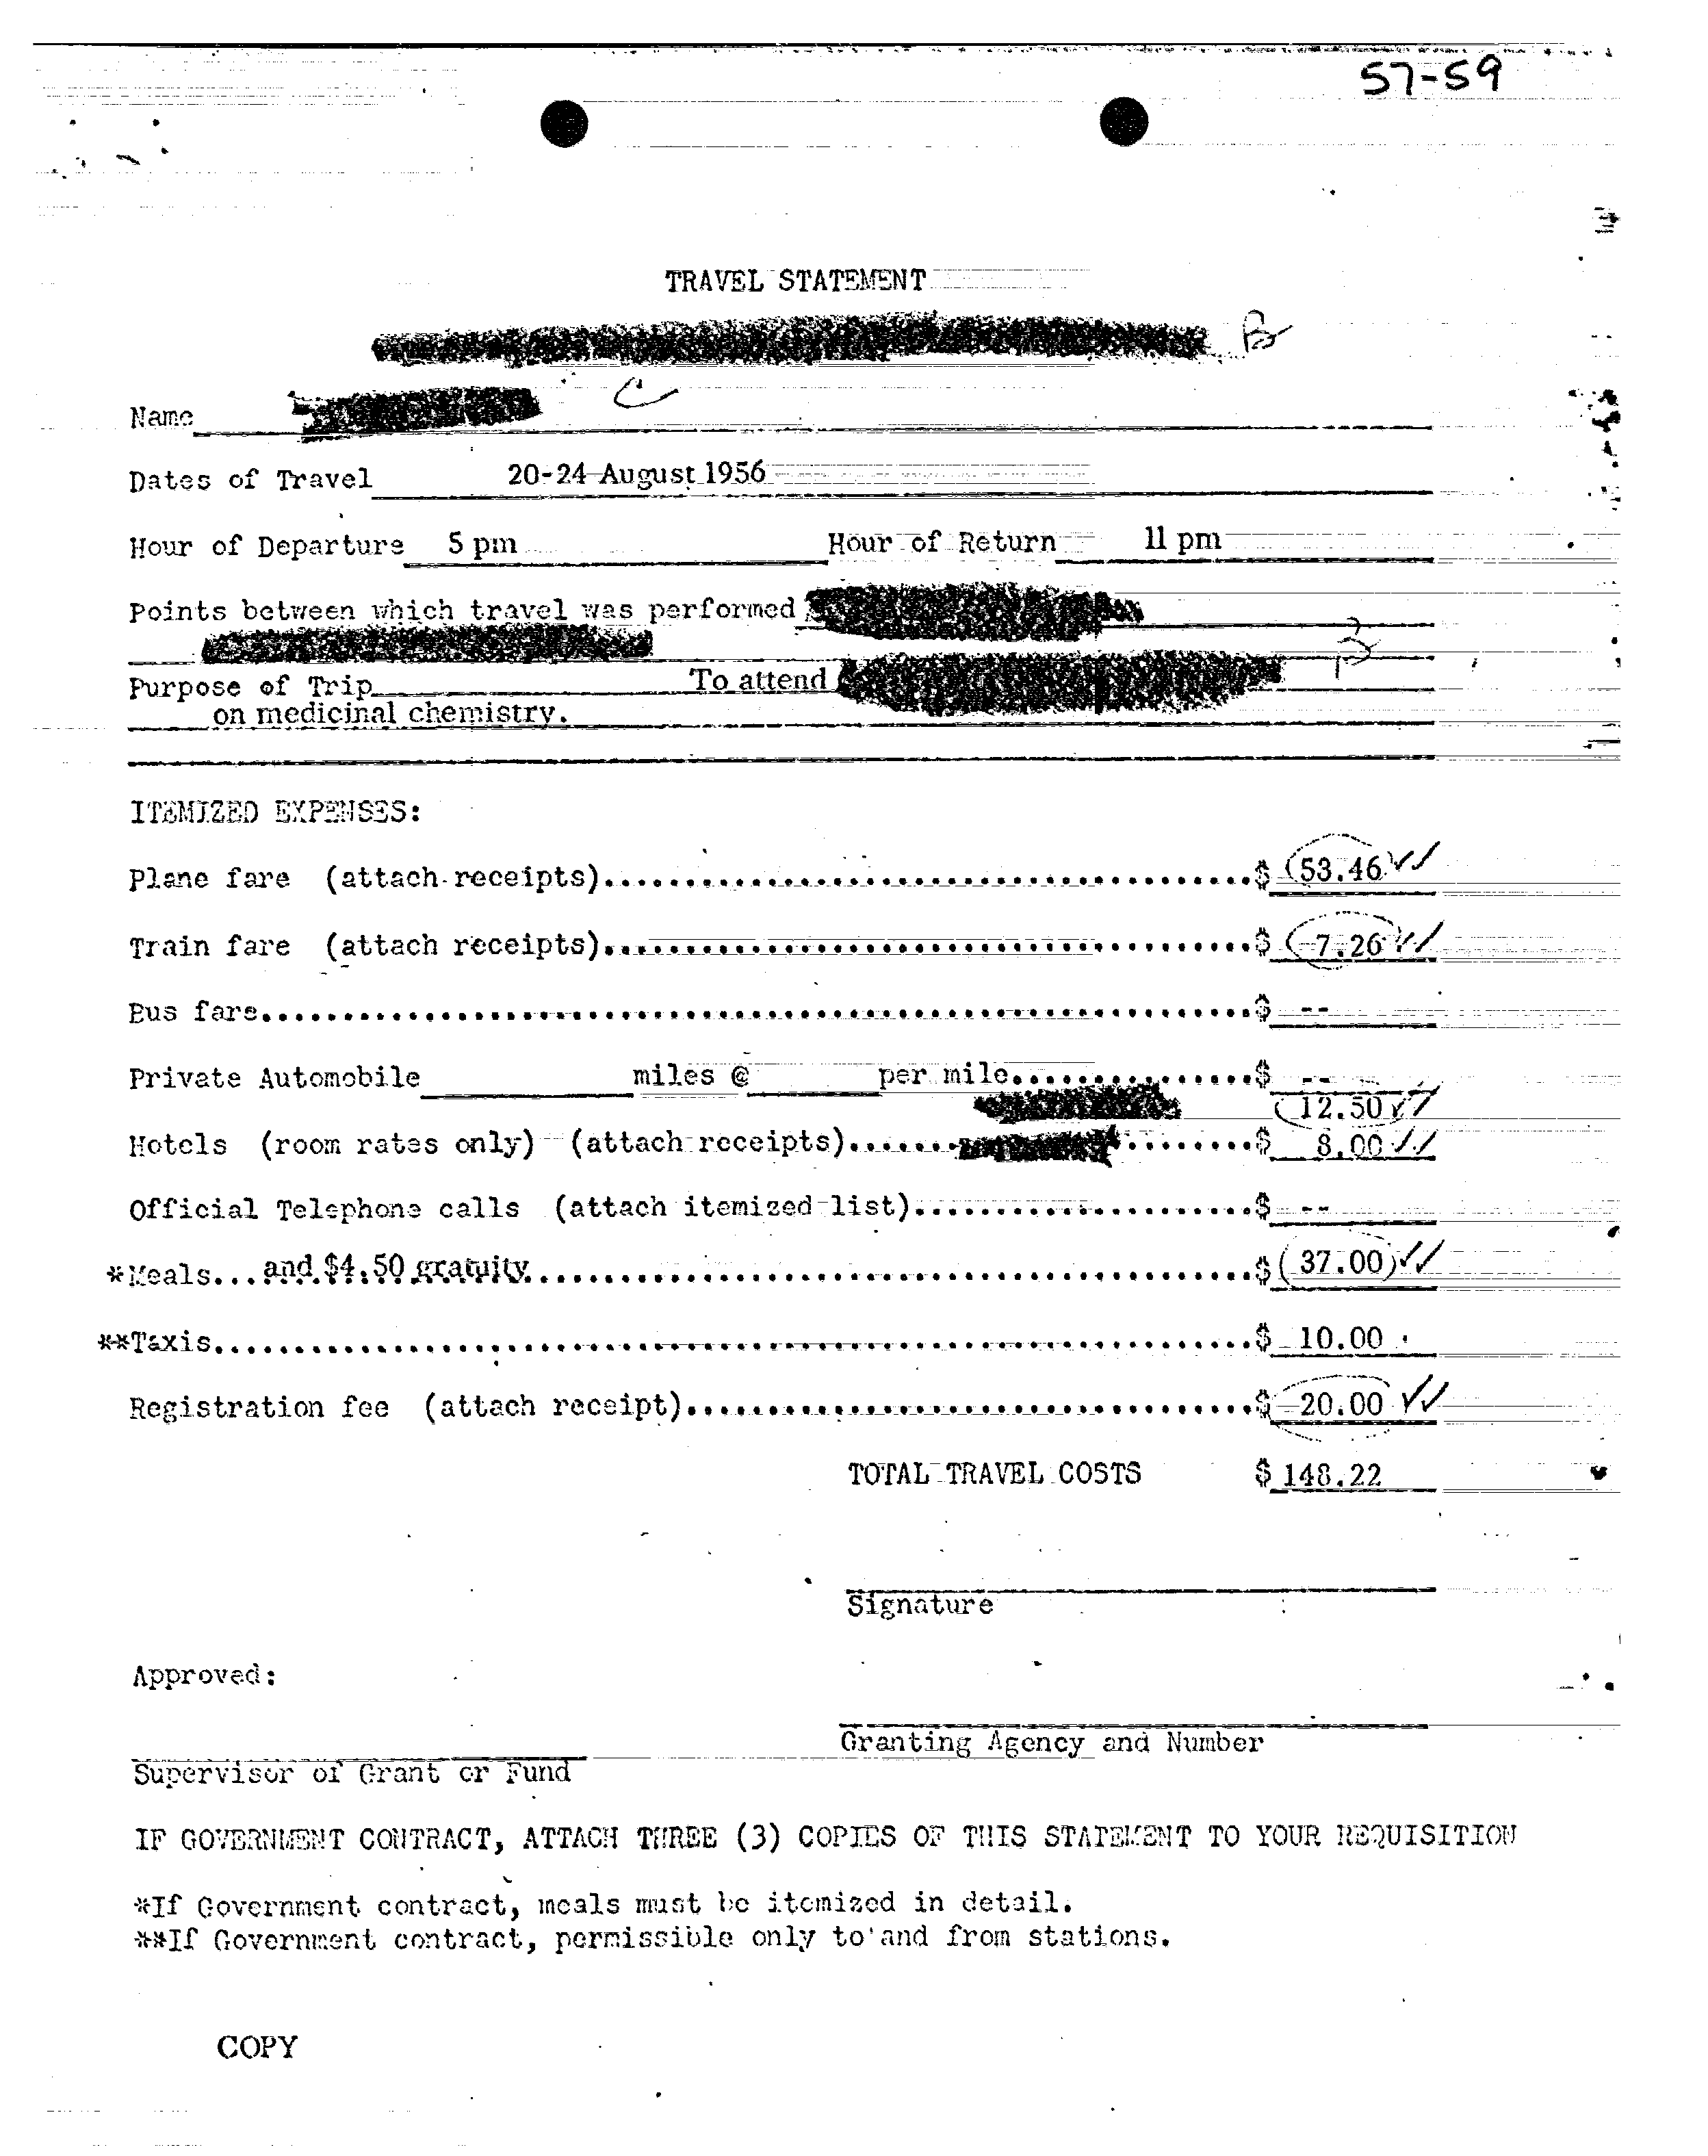 57-59
TRAVEL STATEMENT
B
Name C
Dates of Travel 20-24 August 1956
Hour of Departure 5 pm Hour of Return 11 pm
Points between which travel was performed
Purpose of Trip To attend
on medicinal chemistry.
ITEMIZED EXPENSES:
Plane fare (attach receipts)........................................$ (53.46)
Train fare (attach receipts)........................................$ 7.26
Bus fare.............................................................$ --
Private Automobile miles @ per mile................$ --
12.50
Hotels (room rates only) (attach receipts)...............$ 8.00
Official Telephone calls (attach itemized list).....................$ --
*Meals...and $4.50 gratuity.............................................$ (37.00)
**Taxis................................................................$ 10.00
Registration fee (attach receipt)...................................$ 20.00
TOTAL TRAVEL COSTS $ 148.22
Signature
Approved:
Granting Agency and Number
Supervisor of Grant or Fund
IF GOVERNMENT CONTRACT, ATTACH THREE (3) COPIES OF THIS STATEMENT TO YOUR REQUISITION
*If Government contract, meals must be itemized in detail.
**If Government contract, permissible only to and from stations.
COPY